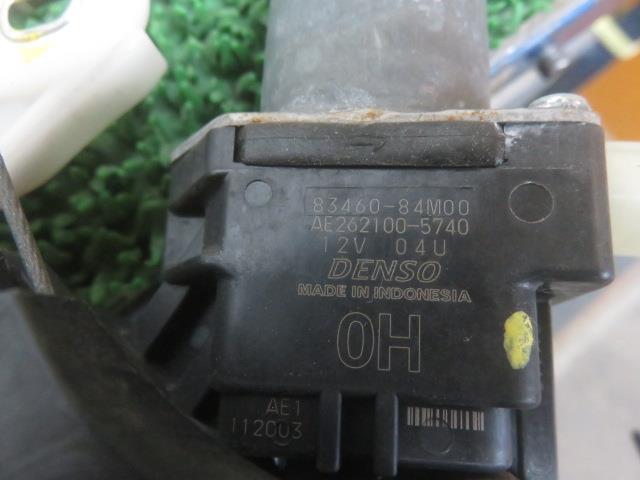 83460-84M00
AE262100-5740
12V 04U
DENSO
MADE IN INDONESIA
0H
AE1
112003